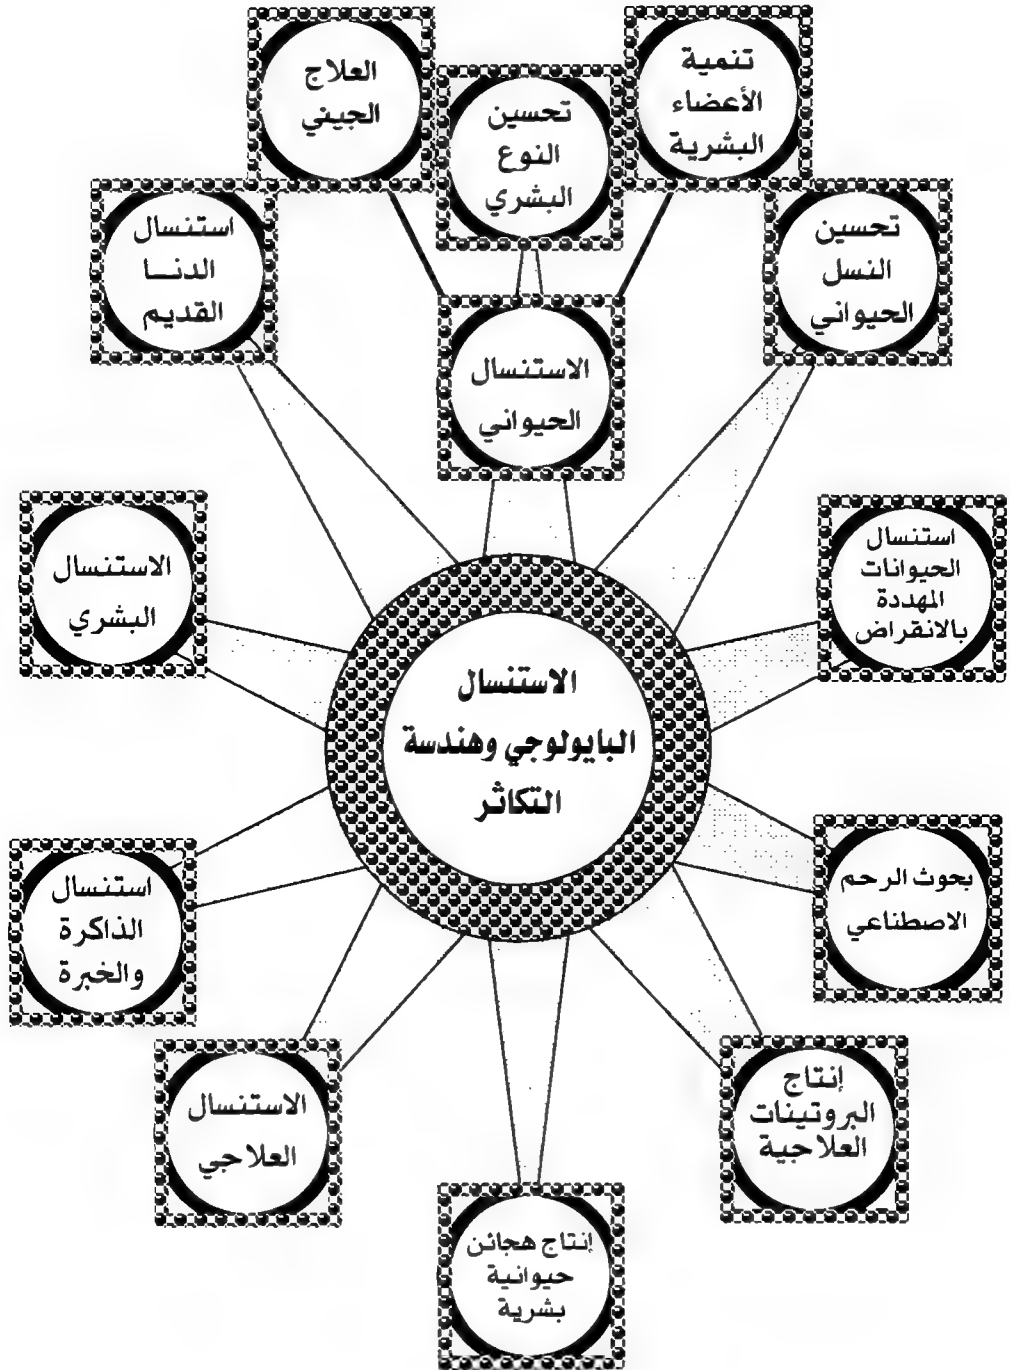 تنمية
الأعضاء
البشرية
تحسين
النوع
البشري
العلاج
الجيني
تحسين
النسل
الحيواني
استنسال
الدنـا
القديم
الاستنسال
الحيواني
استنسال
الحيوانات
المهددة
بالانقراض
الاستنسال
البشري
الاستنسال
البايولوجي وهندسة
التكاثر
بحوث الرحم
الاصطناعي
استنسال
الذاكرة
والخبرة
إنتاج
البروتينات
العلاجية
الاستنسال
العلاجي
إنتاج هجائن
حيوانية
بشرية